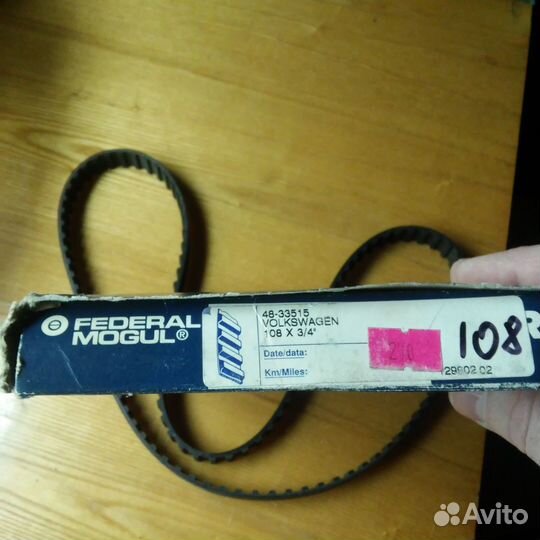 48-33515
VOLKSWAGEN
108 X 3/4"
FEDERAL
MOGUL®
Date/data:
Km/Miles:
210
108
R
29902 02
Avito